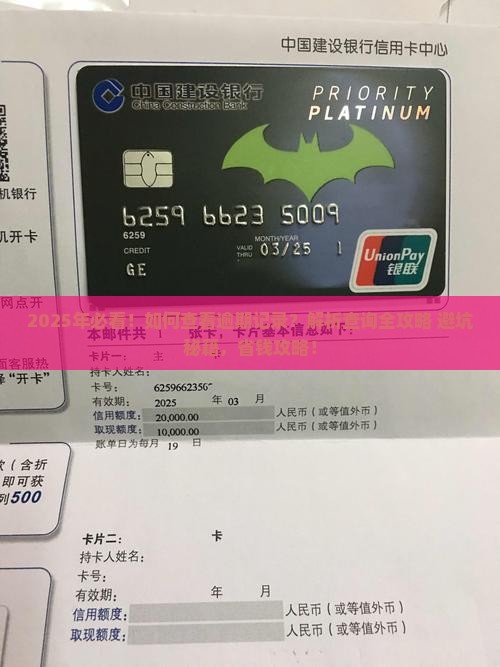 中国建设银行信用卡中心
中国建设银行
China Construction Bank
PRIORITY
PLATINUM
6259 6623 5009
6259
MONTH/YEAR
CREDIT
VALID THRU
03/25 1
GE
UnionPay
银联
机银行
机开卡
网点开
面客服热
择“开卡”
2025年必看!如何查看逾期记录?解析查询全攻略 避坑
秘籍,省钱攻略!
本邮件共 1 张卡,卡片基本信息如下:
卡片一: 主 卡
持卡人姓名:
卡号: 6259662356
有效期: 2025 年 03 月
信用额度: 20,000.00 人民币(或等值外币)
取现额度: 10,000.00 人民币(或等值外币)
账单日为每月 19 日
款(含折
即可获
列500
卡片二: 卡
持卡人姓名:
卡号:
有效期: 年 月
信用额度: 人民币(或等值外币)
取现额度: 人民币(或等值外币)